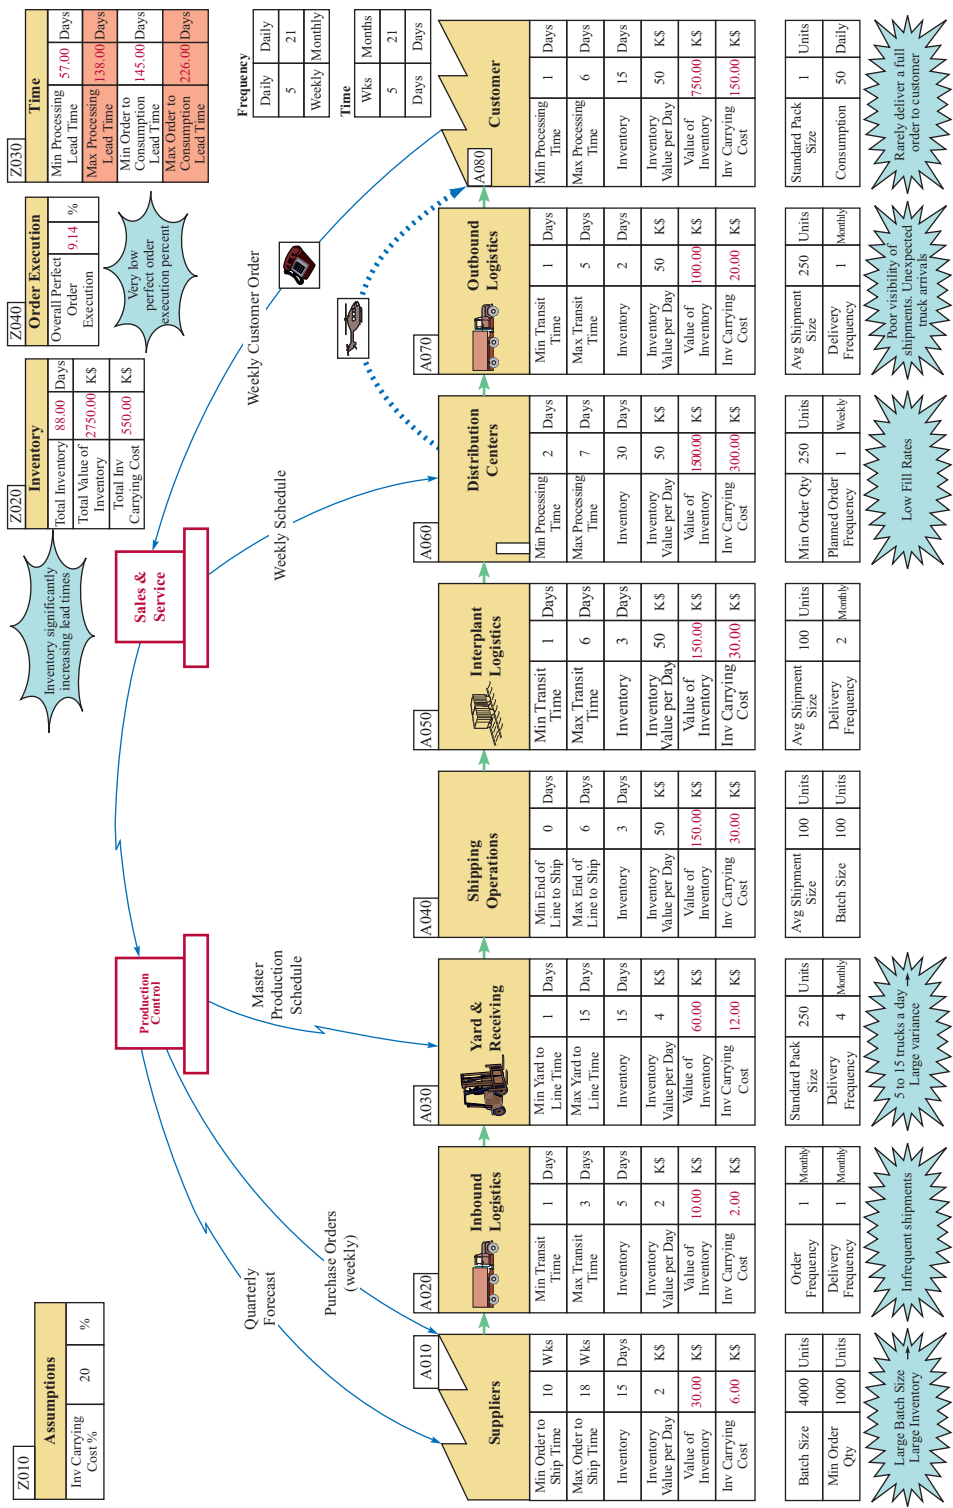 Z010
Assumptions
Inv Carrying
Cost %
20
%
Inventory significantly
increasing lead times
Z020
Inventory
Total Inventory
88.00
Days
Total Value of
Inventory
2750.00
K$
Total Inv
Carrying Cost
550.00
K$
Z040
Order Execution
Overall Perfect
Order
Execution
9.14
%
Very low
perfect order
execution percent
Z030
Time
Min Processing
Lead Time
57.00
Days
Max Processing
Lead Time
138.00
Days
Min Order to
Consumption
Lead Time
145.00
Days
Max Order to
Consumption
Lead Time
226.00
Days
Frequency
Daily
Daily
5
21
Weekly
Monthly
Time
Wks
Months
5
21
Days
Days
Production
Control
Sales &
Service
Quarterly
Forecast
Purchase Orders
(weekly)
Master
Production
Schedule
Weekly Schedule
Weekly Customer Order
A010
Suppliers
Min Order to
Ship Time
10
Wks
Max Order to
Ship Time
18
Wks
Inventory
15
Days
Inventory
Value per Day
2
K$
Value of
Inventory
30.00
K$
Inv Carrying
Cost
6.00
K$
Batch Size
4000
Units
Min Order
Qty
1000
Units
Large Batch Size
Large Inventory
A020
Inbound
Logistics
Min Transit
Time
1
Days
Max Transit
Time
3
Days
Inventory
5
Days
Inventory
Value per Day
2
K$
Value of
Inventory
10.00
K$
Inv Carrying
Cost
2.00
K$
Order
Frequency
1
Monthly
Delivery
Frequency
1
Monthly
Infrequent shipments
A030
Yard &
Receiving
Min Yard to
Line Time
1
Days
Max Yard to
Line Time
15
Days
Inventory
15
Days
Inventory
Value per Day
4
K$
Value of
Inventory
60.00
K$
Inv Carrying
Cost
12.00
K$
Standard Pack
Size
250
Units
Delivery
Frequency
4
Monthly
5 to 15 trucks a day
Large variance
A040
Shipping
Operations
Min End of
Line to Ship
0
Days
Max End of
Line to Ship
6
Days
Inventory
3
Days
Inventory
Value per Day
50
K$
Value of
Inventory
150.00
K$
Inv Carrying
Cost
30.00
K$
Avg Shipment
Size
100
Units
Batch Size
100
Units
A050
Interplant
Logistics
Min Transit
Time
1
Days
Max Transit
Time
6
Days
Inventory
3
Days
Inventory
Value per Day
50
K$
Value of
Inventory
150.00
K$
Inv Carrying
Cost
30.00
K$
Avg Shipment
Size
100
Units
Delivery
Frequency
2
Monthly
A060
Distribution
Centers
Min Processing
Time
2
Days
Max Processing
Time
7
Days
Inventory
30
Days
Inventory
Value per Day
50
K$
Value of
Inventory
1500.00
K$
Inv Carrying
Cost
300.00
K$
Min Order Qty
250
Units
Planned Order
Frequency
1
Weekly
Low Fill Rates
A070
Outbound
Logistics
Min Transit
Time
1
Days
Max Transit
Time
5
Days
Inventory
2
Days
Inventory
Value per Day
50
K$
Value of
Inventory
100.00
K$
Inv Carrying
Cost
20.00
K$
Avg Shipment
Size
250
Units
Delivery
Frequency
1
Monthly
Poor visibility of
shipments. Unexpected
truck arrivals
A080
Customer
Min Processing
Time
1
Days
Max Processing
Time
6
Days
Inventory
15
Days
Inventory
Value per Day
50
K$
Value of
Inventory
750.00
K$
Inv Carrying
Cost
150.00
K$
Standard Pack
Size
1
Units
Consumption
50
Daily
Rarely deliver a full
order to customer